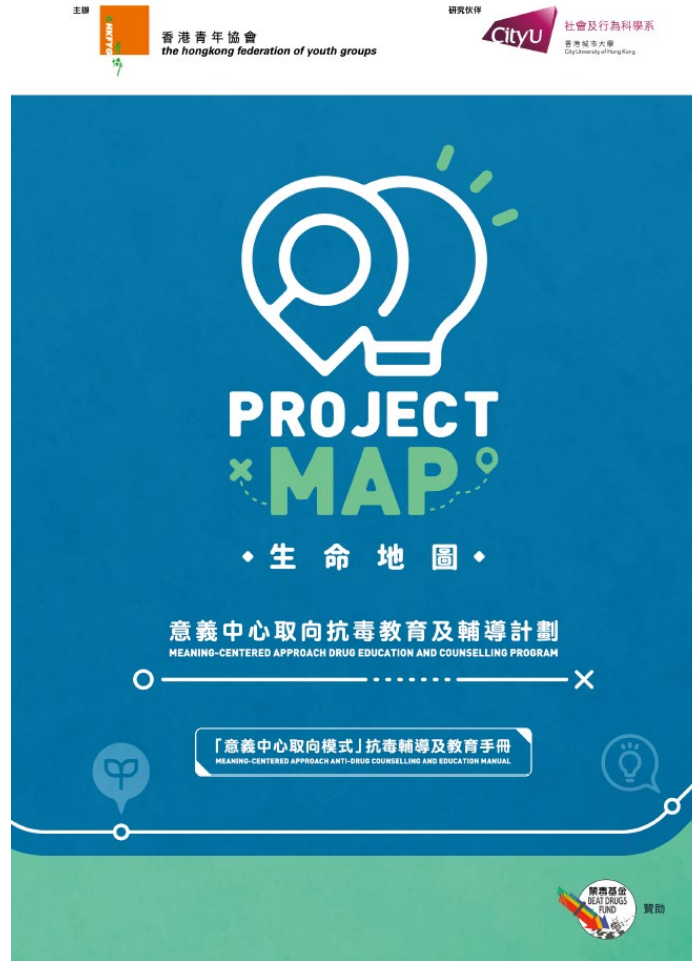 主辦
HKFYG
香港青年協會
the hongkong federation of youth groups
研究伙伴
CityU
社會及行為科學系
香港城市大學
City University of Hong Kong
PROJECT
MAP
生命地圖
意義中心取向抗毒教育及輔導計劃
MEANING-CENTERED APPROACH DRUG EDUCATION AND COUNSELLING PROGRAM
「意義中心取向模式」抗毒輔導及教育手冊
MEANING-CENTERED APPROACH ANTI-DRUG COUNSELLING AND EDUCATION MANUAL
禁毒基金
BEAT DRUGS
FUND
贊助